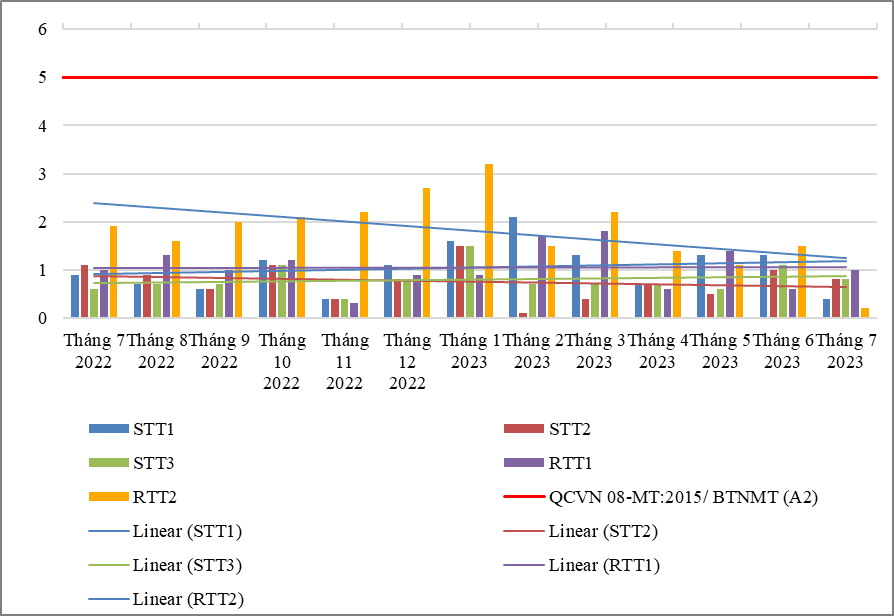 6
5
4
3
2
1
0
Tháng 7 Tháng 8 Tháng 9 Tháng Tháng Tháng Tháng 1 Tháng 2 Tháng 3 Tháng 4 Tháng 5 Tháng 6 Tháng 7
2022 2022 2022 10 11 12 2023 2023 2023 2023 2023 2023 2023
2022 2022 2022
STT1 STT2
STT3 RTT1
RTT2 QCVN 08-MT:2015/ BTNMT (A2)
Linear (STT1) Linear (STT2)
Linear (STT3) Linear (RTT1)
Linear (RTT2)